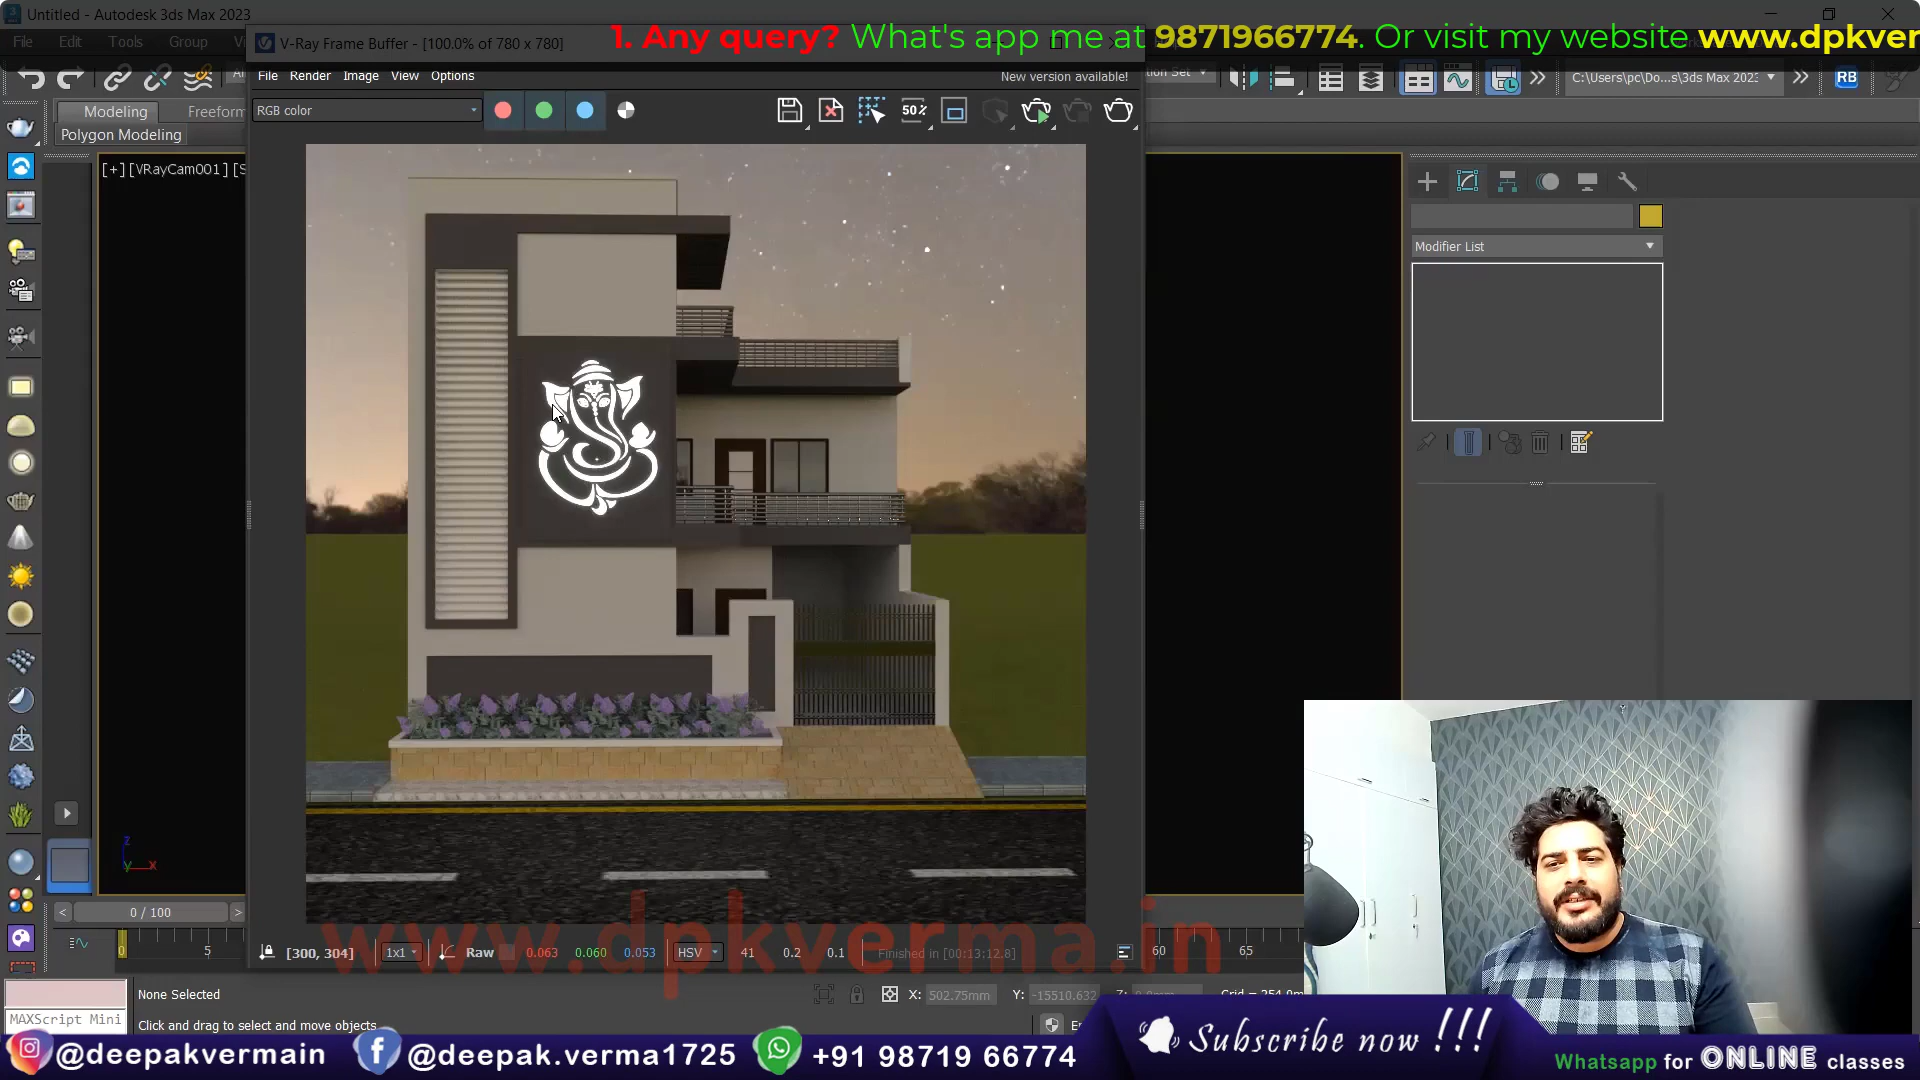 Untitled - Autodesk 3ds Max 2023
1. Any query? What's app me at 9871966774. Or visit my website www.dpkver
File Edit Tools Group
V-Ray Frame Buffer - [100.0% of 780 x 780]
File Render Image View Options
New version available!
C:\Users\pc\Do...s\3ds Max 2023
RB
RGB color
50%
Modeling Freeform
Polygon Modeling
[+][VRayCam001][S
Modifier List
0 / 100
0 5
60 65
[300, 304] 1x1 Raw 0.063 0.060 0.053 HSV 41 0.2 0.1 Finished in [00:13:12.8]
www.dpkverma.in
None Selected
X: 502.75mm Y: -15510.632 Z:
MAXScript Mini
Click and drag to select and move objects
@deepakvermain @deepak.verma1725 +91 98719 66774
Subscribe now !!!
Whatsapp for ONLINE classes